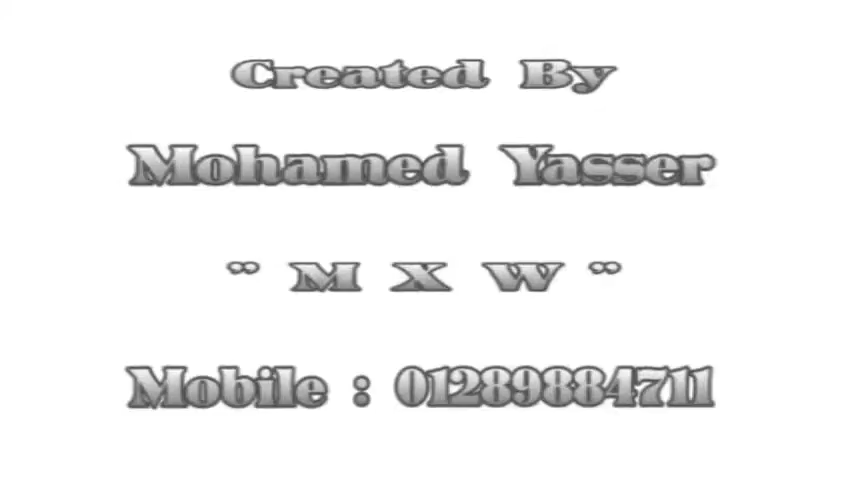 Created By
Mohamed Yasser
" M X W "
Mobile : 01289884711